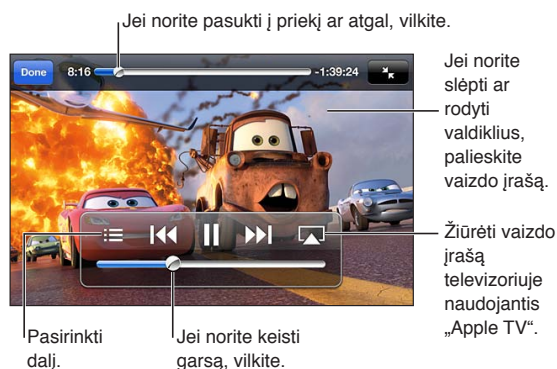 Jei norite pasukti į priekį ar atgal, vilkite.
Done
8:16
-1:39:24
Jei norite
slėpti ar
rodyti
valdiklius,
palieskite
vaizdo įrašą.
Žiūrėti vaizdo
įrašą
televizoriuje
naudojantis
„Apple TV“.
Pasirinkti
dalį.
Jei norite keisti
garsą, vilkite.